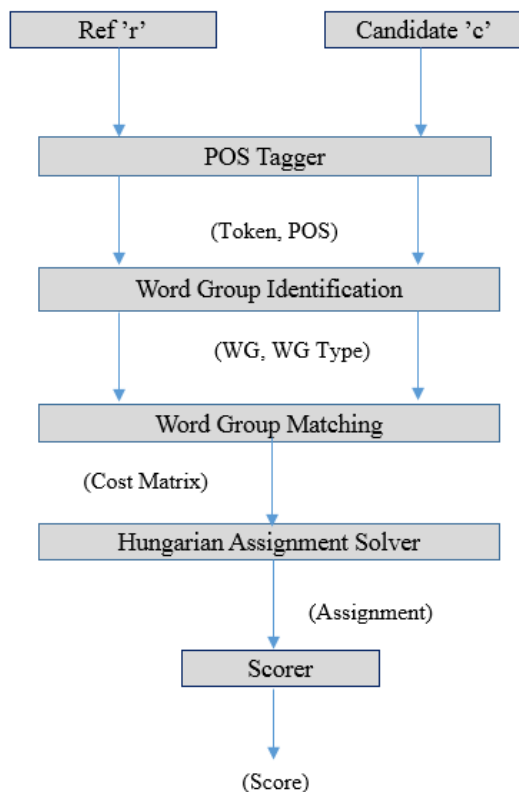 Ref ’r’
Candidate ’c’
POS Tagger
(Token, POS)
Word Group Identification
(WG, WG Type)
Word Group Matching
(Cost Matrix)
Hungarian Assignment Solver
(Assignment)
Scorer
(Score)